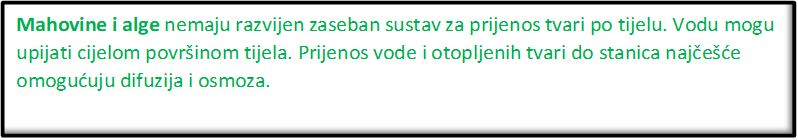 Mahovine i alge nemaju razvijen zaseban sustav za prijenos tvari po tijelu. Vodu mogu
upijati cijelom površinom tijela. Prijenos vode i otopljenih tvari do stanica najčešće
omogućuju difuzija i osmoza.